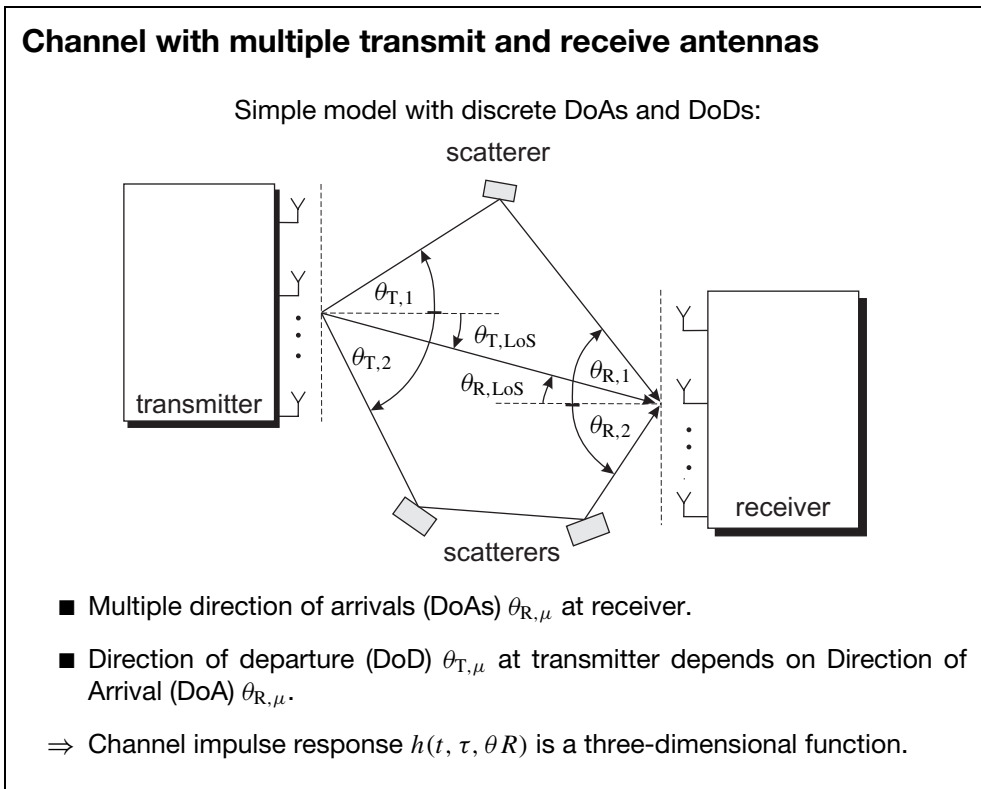 Channel with multiple transmit and receive antennas
Simple model with discrete DoAs and DoDs:
scatterer
θT,1
θT,LoS
θT,2
θR,1
θR,LoS
transmitter
θR,2
receiver
scatterers
■ Multiple direction of arrivals (DoAs) θR,μ at receiver.
■ Direction of departure (DoD) θT,μ at transmitter depends on Direction of
Arrival (DoA) θR,μ.
⇒ Channel impulse response h(t, τ, θR) is a three-dimensional function.